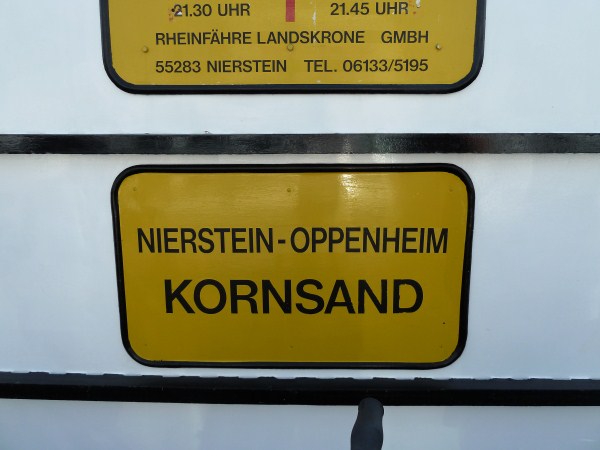 21.30 UHR 21.45 UHR
RHEINFÄHRE LANDSKRONE GMBH
55283 NIERSTEIN TEL. 06133/5195
NIERSTEIN-OPPENHEIM
KORNSAND